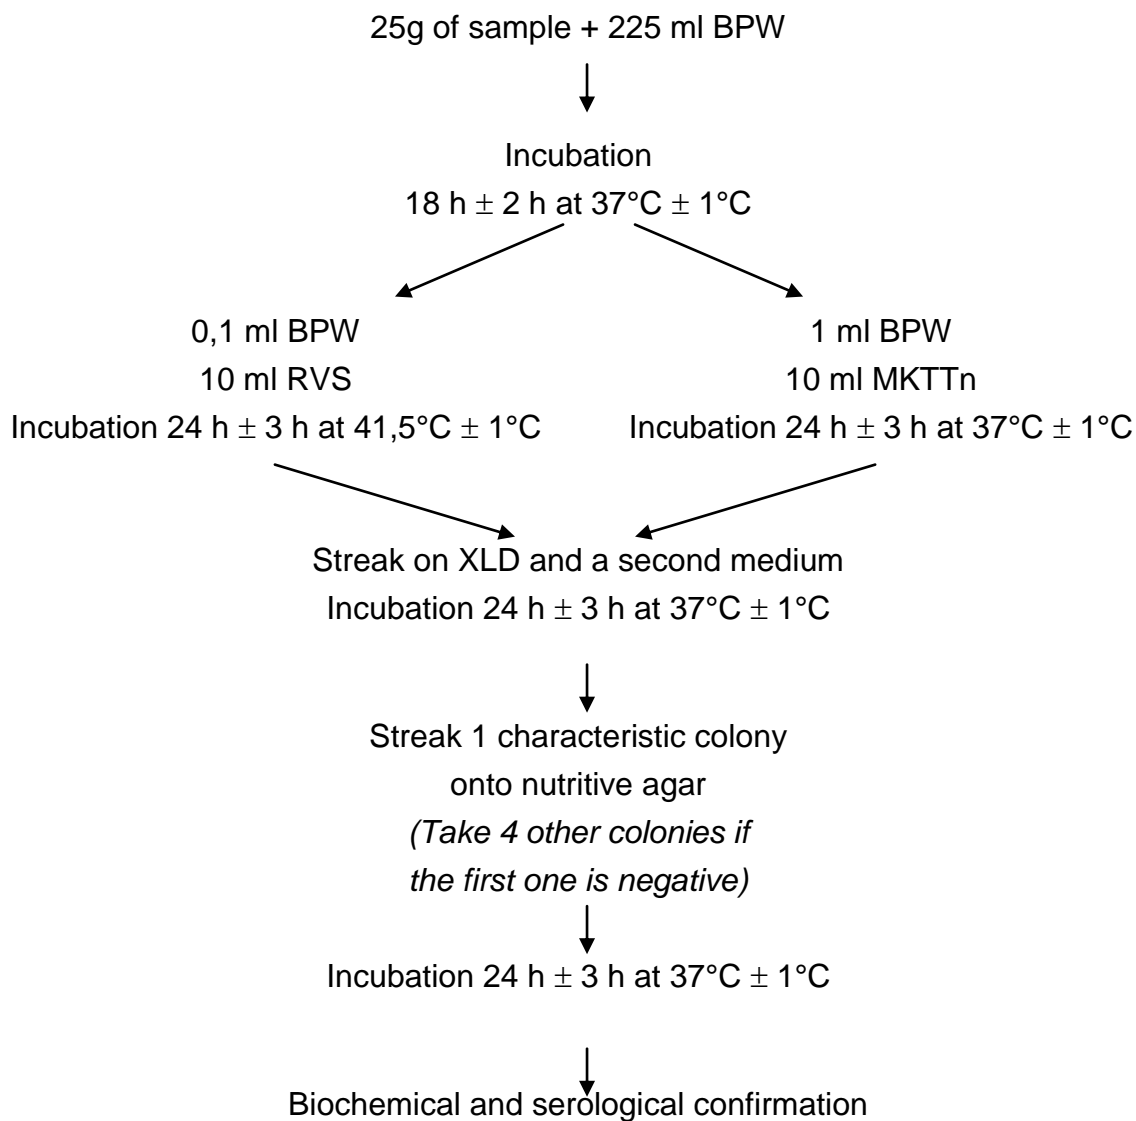 25g of sample + 225 ml BPW
Incubation
18 h ± 2 h at 37°C ± 1°C
0,1 ml BPW
10 ml RVS
Incubation 24 h ± 3 h at 41,5°C ± 1°C
1 ml BPW
10 ml MKTTn
Incubation 24 h ± 3 h at 37°C ± 1°C
Streak on XLD and a second medium
Incubation 24 h ± 3 h at 37°C ± 1°C
Streak 1 characteristic colony
onto nutritive agar
(Take 4 other colonies if
the first one is negative)
Incubation 24 h ± 3 h at 37°C ± 1°C
Biochemical and serological confirmation